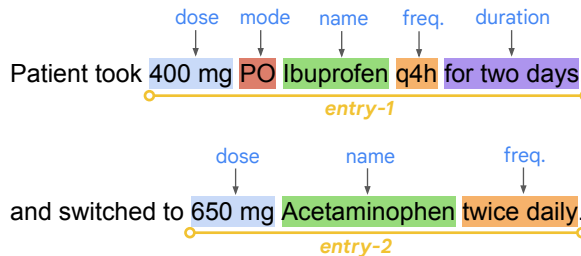 dose mode name freq. duration
Patient took 400 mg PO Ibuprofen q4h for two days
entry-1
dose name freq.
and switched to 650 mg Acetaminophen twice daily.
entry-2